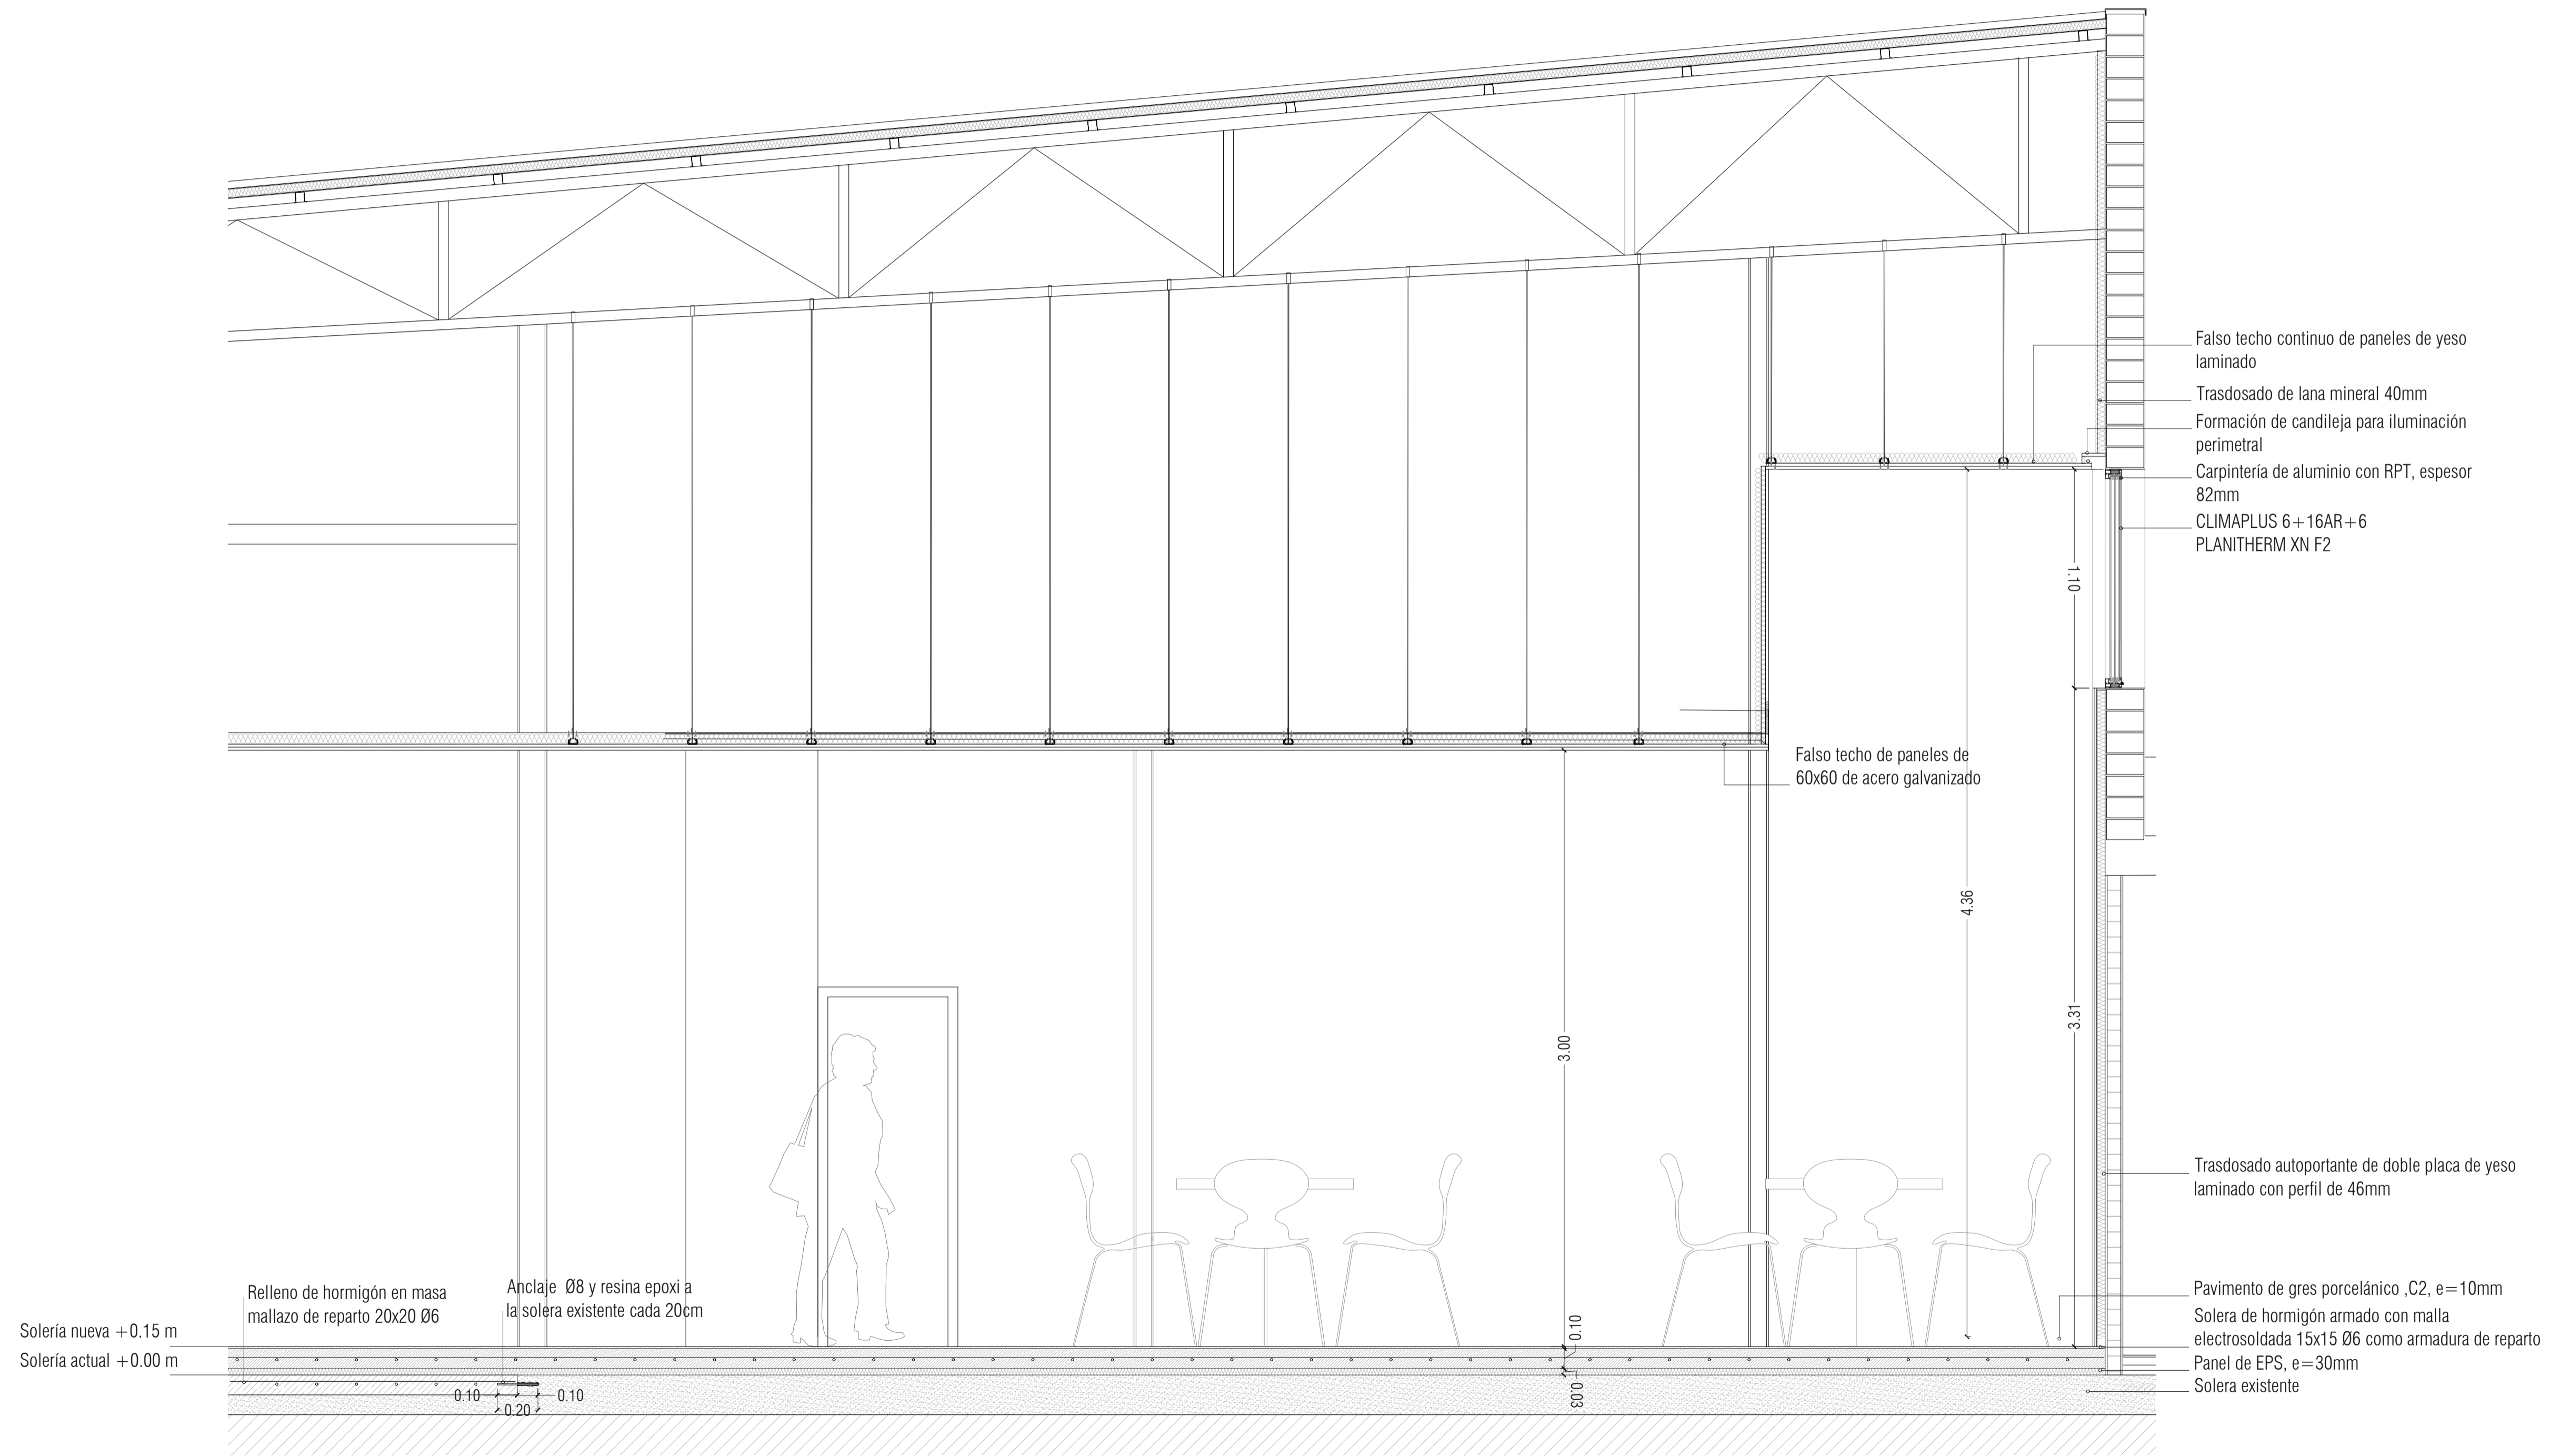 Falso techo continuo de paneles de yeso
laminado
Trasdosado de lana mineral 40mm
Formación de candileja para iluminación
perimetral
Carpintería de aluminio con RPT, espesor
82mm
CLIMAPLUS 6+16AR+6
PLANITHERM XN F2
1.10
Falso techo de paneles de
60x60 de acero galvanizado
4.36
3.31
3.00
Trasdosado autoportante de doble placa de yeso
laminado con perfil de 46mm
Relleno de hormigón en masa
mallazo de reparto 20x20 Ø6
Anclaje Ø8 y resina epoxi a
la solera existente cada 20cm
Solería nueva +0.15 m
Solería actual +0.00 m
0.10
0.10
0.20
0.10
0.03
Pavimento de gres porcelánico ,C2, e=10mm
Solera de hormigón armado con malla
electrosoldada 15x15 Ø6 como armadura de reparto
Panel de EPS, e=30mm
Solera existente